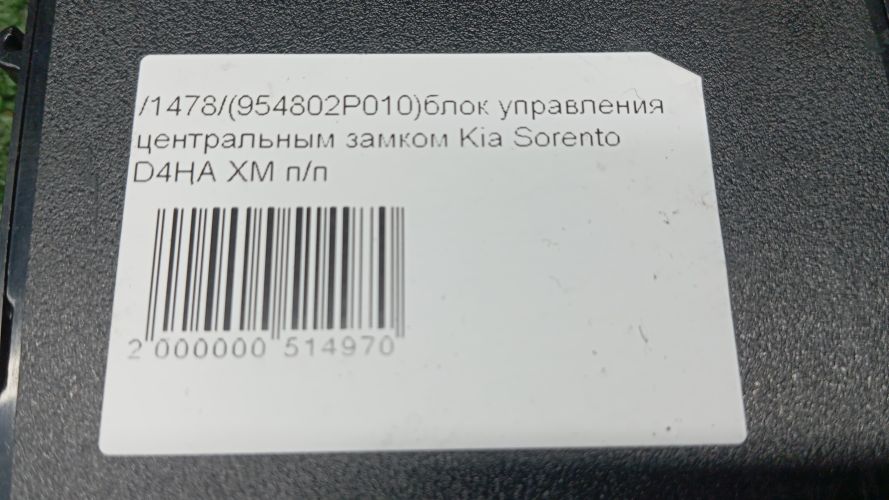 /1478/(954802P010)блок управления
центральным замком Kia Sorento
D4HA XM п/п
2 000000 514970